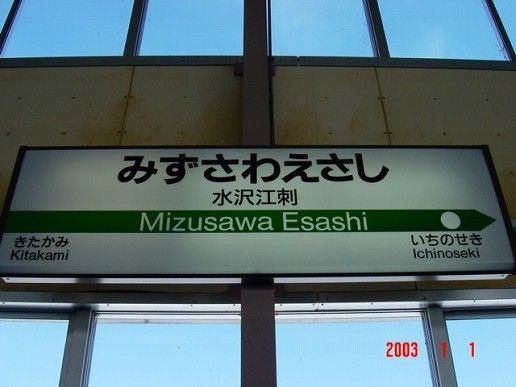 みずさわえさし
水沢江刺
Mizusawa Esashi
きたかみ
Kitakami
いちのせき
Ichinoseki
2003 1 1